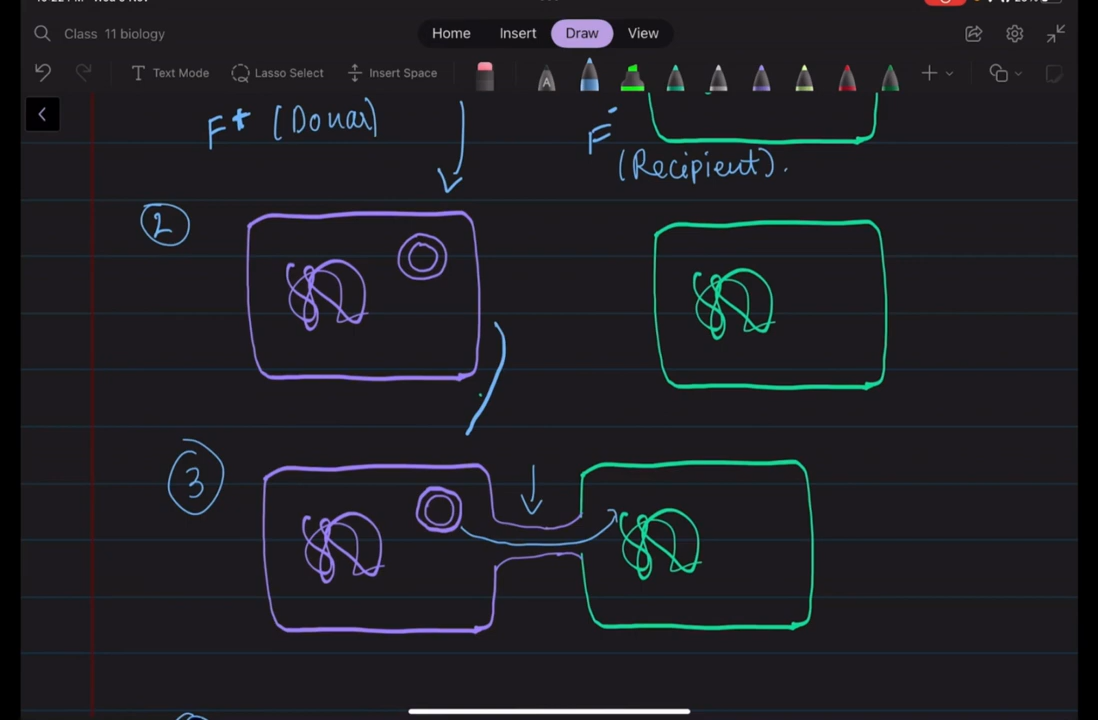 Class 11 biology
Home Insert Draw View
Text Mode Lasso Select Insert Space
A
F+ (Donar)
F-
(Recipient).
2
3